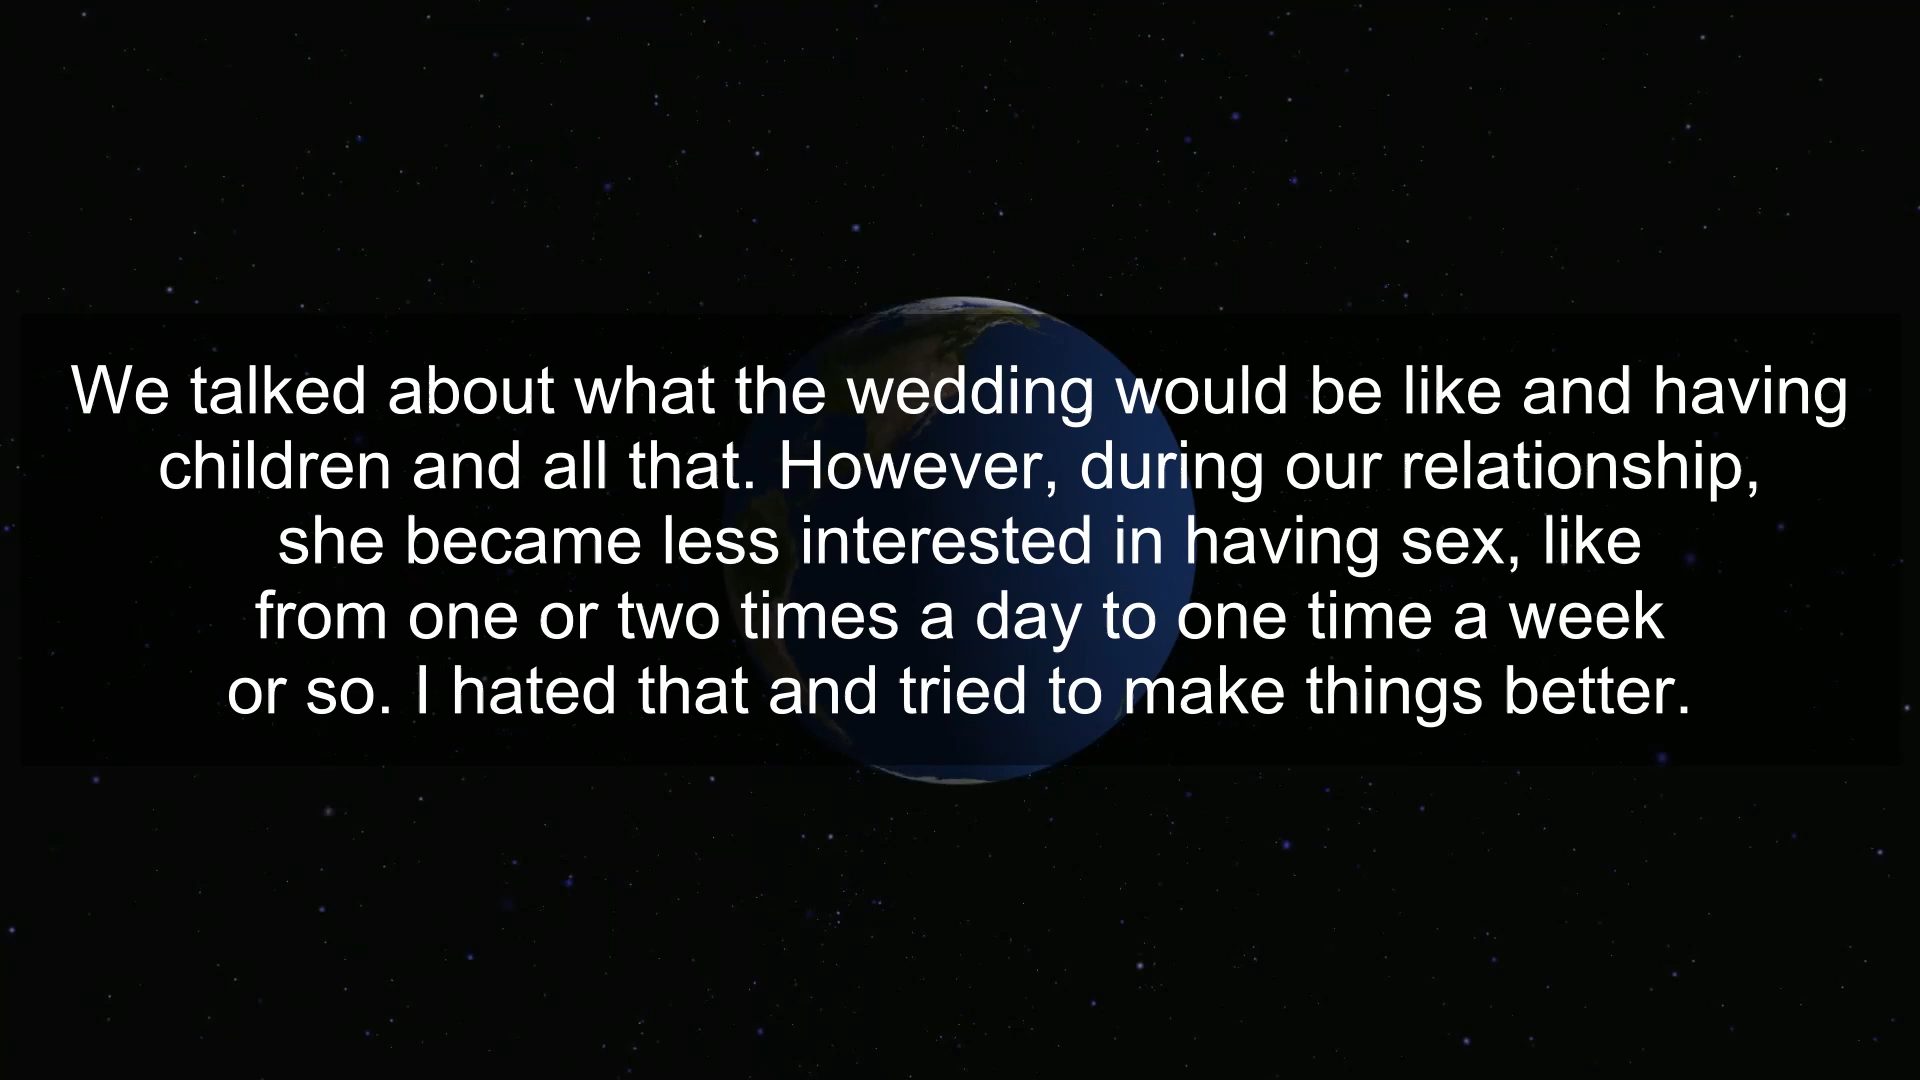 We talked about what the wedding would be like and having
children and all that. However, during our relationship,
she became less interested in having sex, like
from one or two times a day to one time a week
or so. I hated that and tried to make things better.